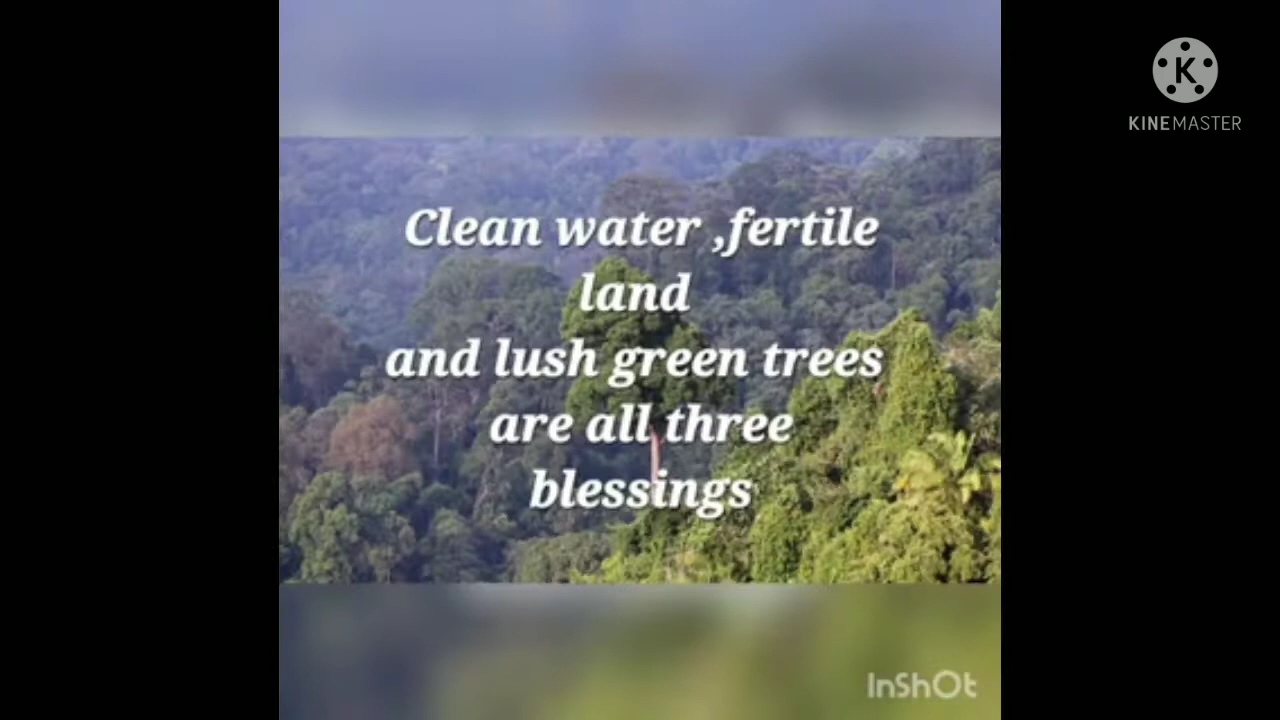 KINEMASTER
Clean water ,fertile
land
and lush green trees
are all three
blessings
InShOt